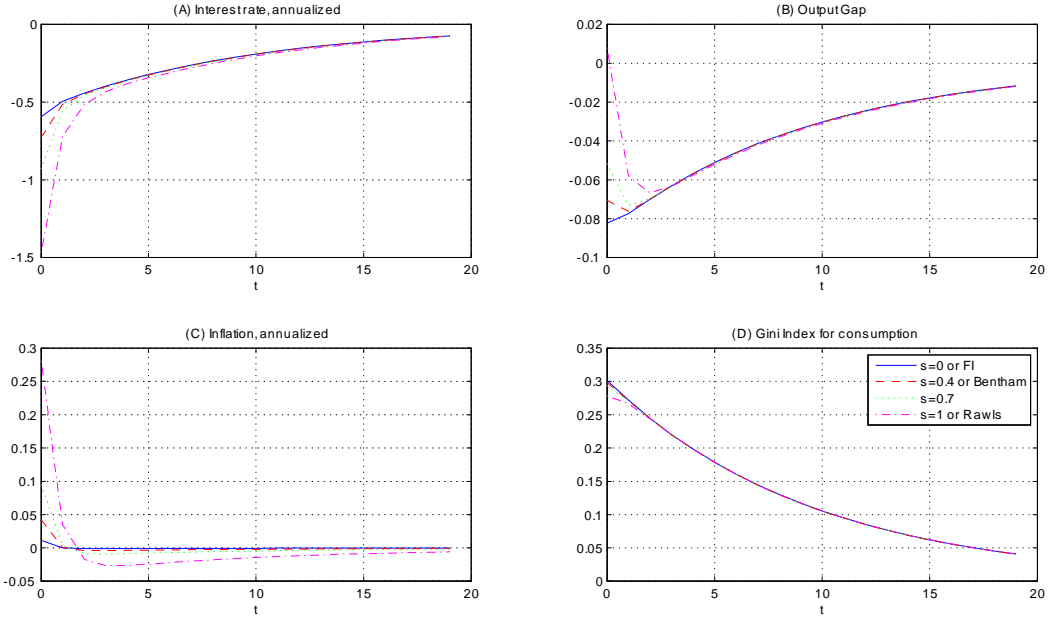 (A) Interest rate, annualized
0
-0.5
-1
-1.5
0 5 10 15 20
t
(B) Output Gap
0.02
0
-0.02
-0.04
-0.06
-0.08
-0.1
0 5 10 15 20
t
(C) Inflation, annualized
0.3
0.25
0.2
0.15
0.1
0.05
0
-0.05
0 5 10 15 20
t
(D) Gini Index for consumption
0.35
0.3
0.25
0.2
0.15
0.1
0.05
0
s=0 or FI
s=0.4 or Bentham
s=0.7
s=1 or Rawls
0 5 10 15 20
t